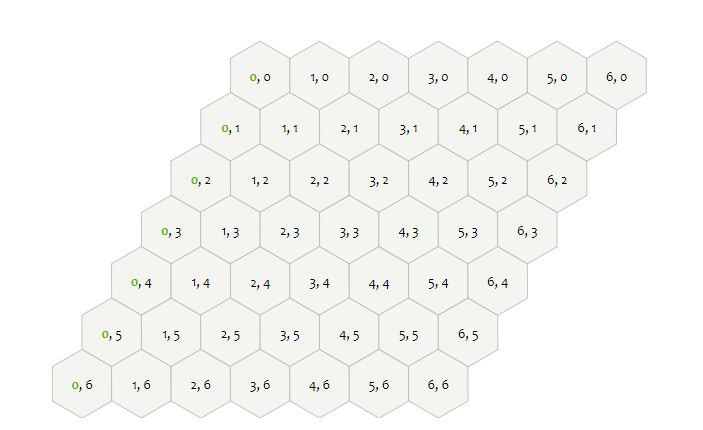 0, 0 1, 0 2, 0 3, 0 4, 0 5, 0 6, 0
0, 1 1, 1 2, 1 3, 1 4, 1 5, 1 6, 1
0, 2 1, 2 2, 2 3, 2 4, 2 5, 2 6, 2
0, 3 1, 3 2, 3 3, 3 4, 3 5, 3 6, 3
0, 4 1, 4 2, 4 3, 4 4, 4 5, 4 6, 4
0, 5 1, 5 2, 5 3, 5 4, 5 5, 5 6, 5
0, 6 1, 6 2, 6 3, 6 4, 6 5, 6 6, 6